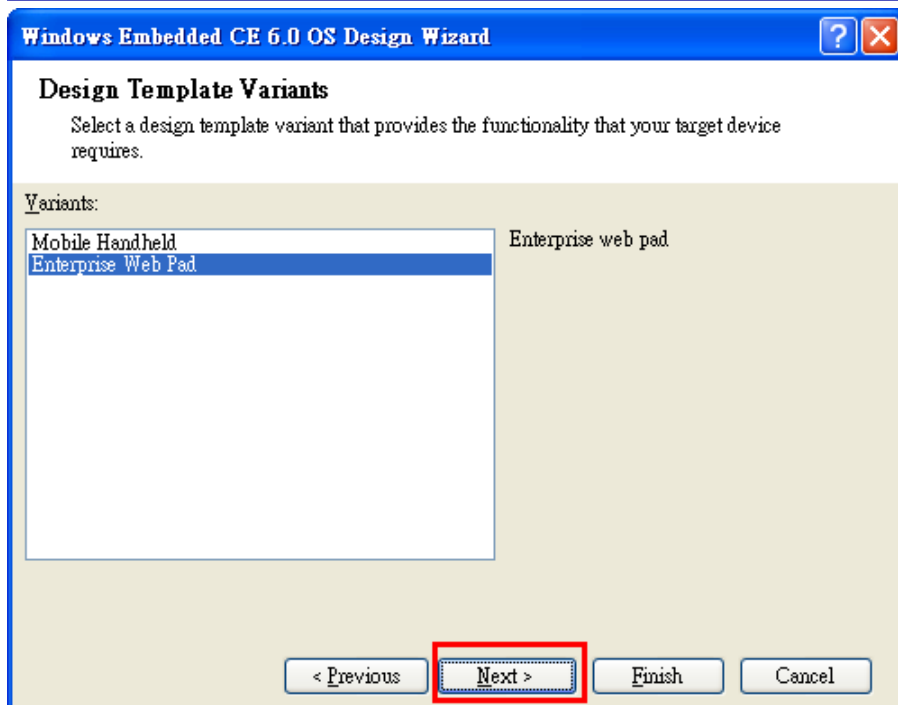 Windows Embedded CE 6.0 OS Design Wizard
Design Template Variants
Select a design template variant that provides the functionality that your target device
requires.
Variants:
Mobile Handheld
Enterprise Web Pad
Enterprise web pad
< Previous
Next >
Finish
Cancel